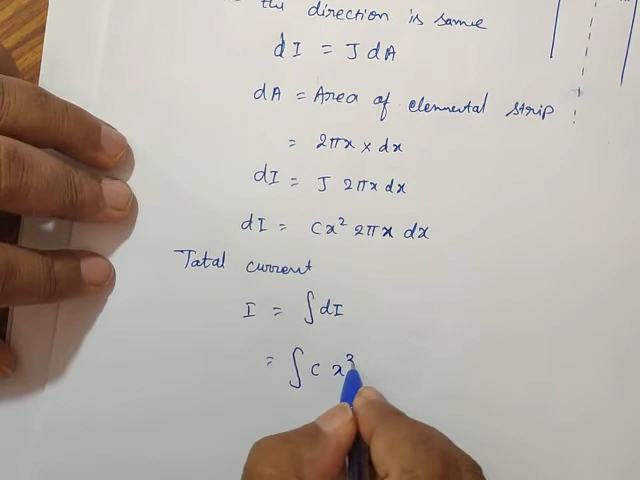 the direction is same
dI = J dA
dA = Area of elemental strip
= 2πx × dx
dI = J 2πx dx
dI = Cx² 2πx dx
Total current
I = ∫dI
= ∫ C x³